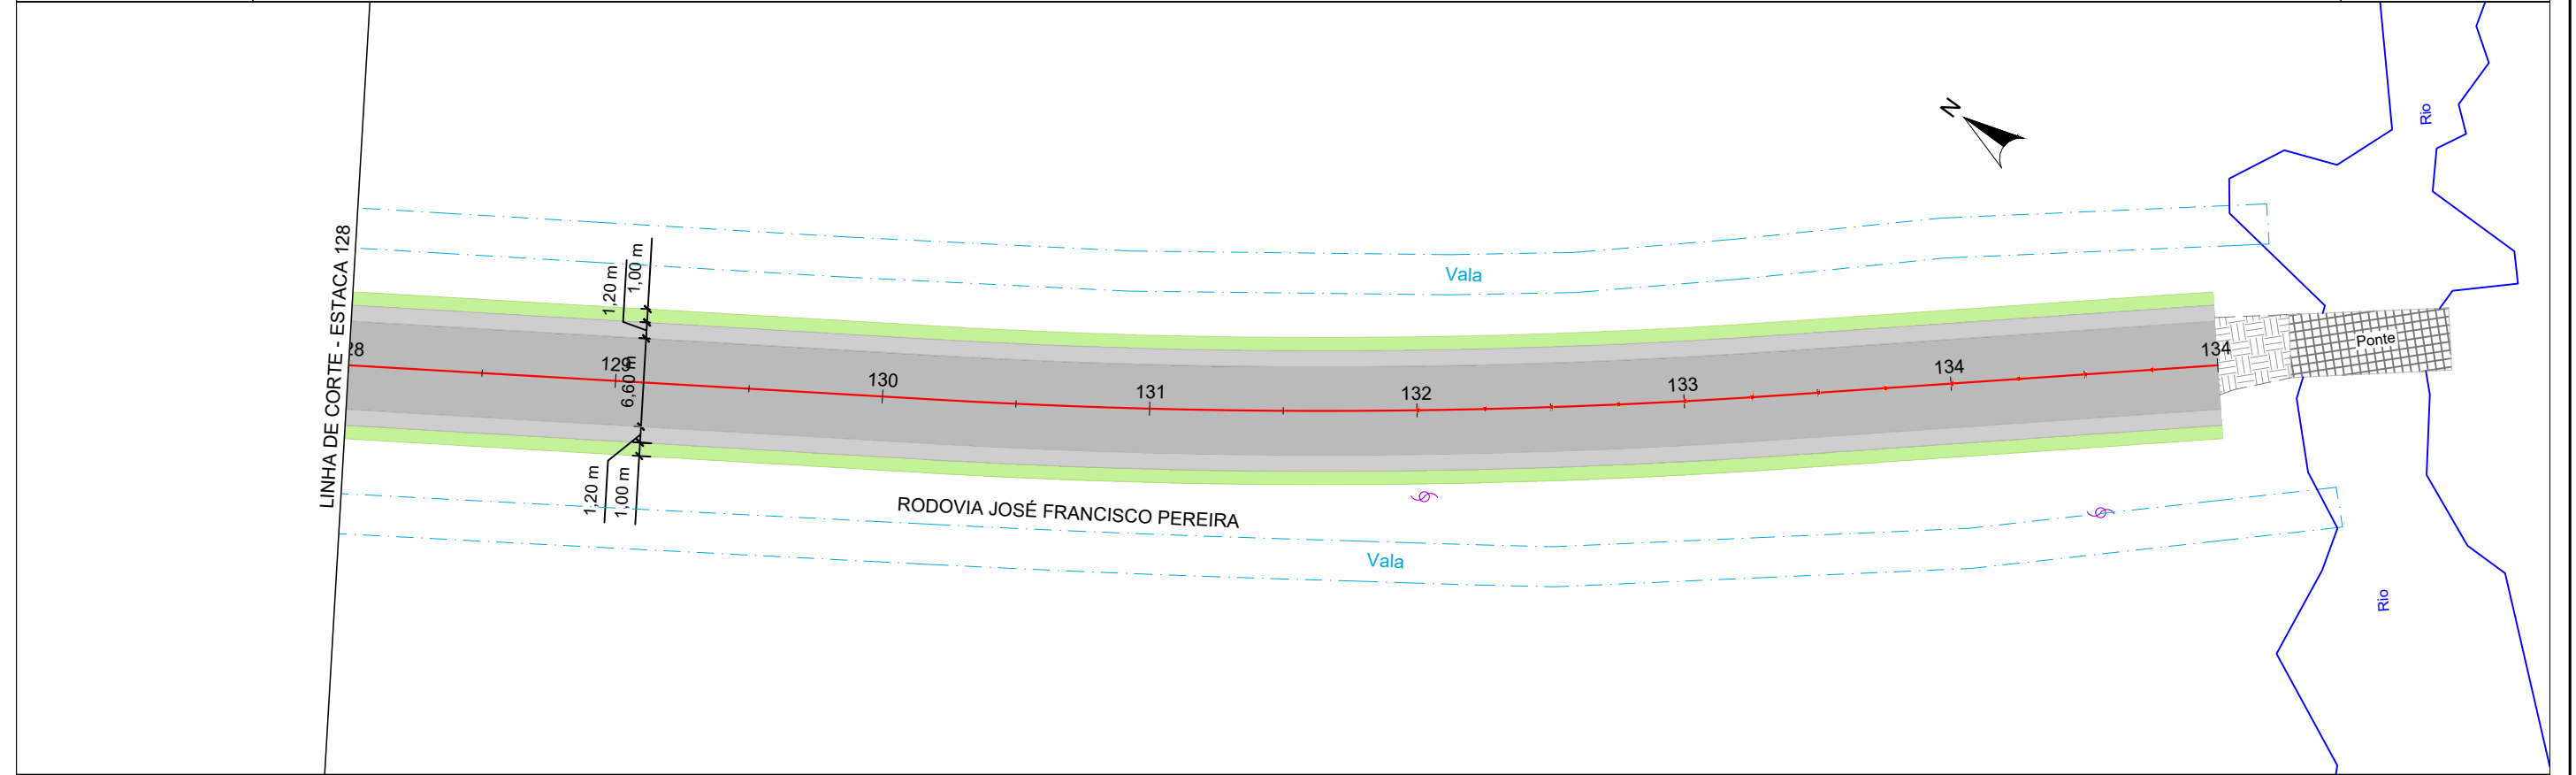 N
Rio
LINHA DE CORTE - ESTACA 128
1,20 m
1,00 m
Vala
28
129
130
131
132
133
134
134
Ponte
6,60 m
1,20 m
1,00 m
RODOVIA JOSÉ FRANCISCO PEREIRA
Vala
Rio